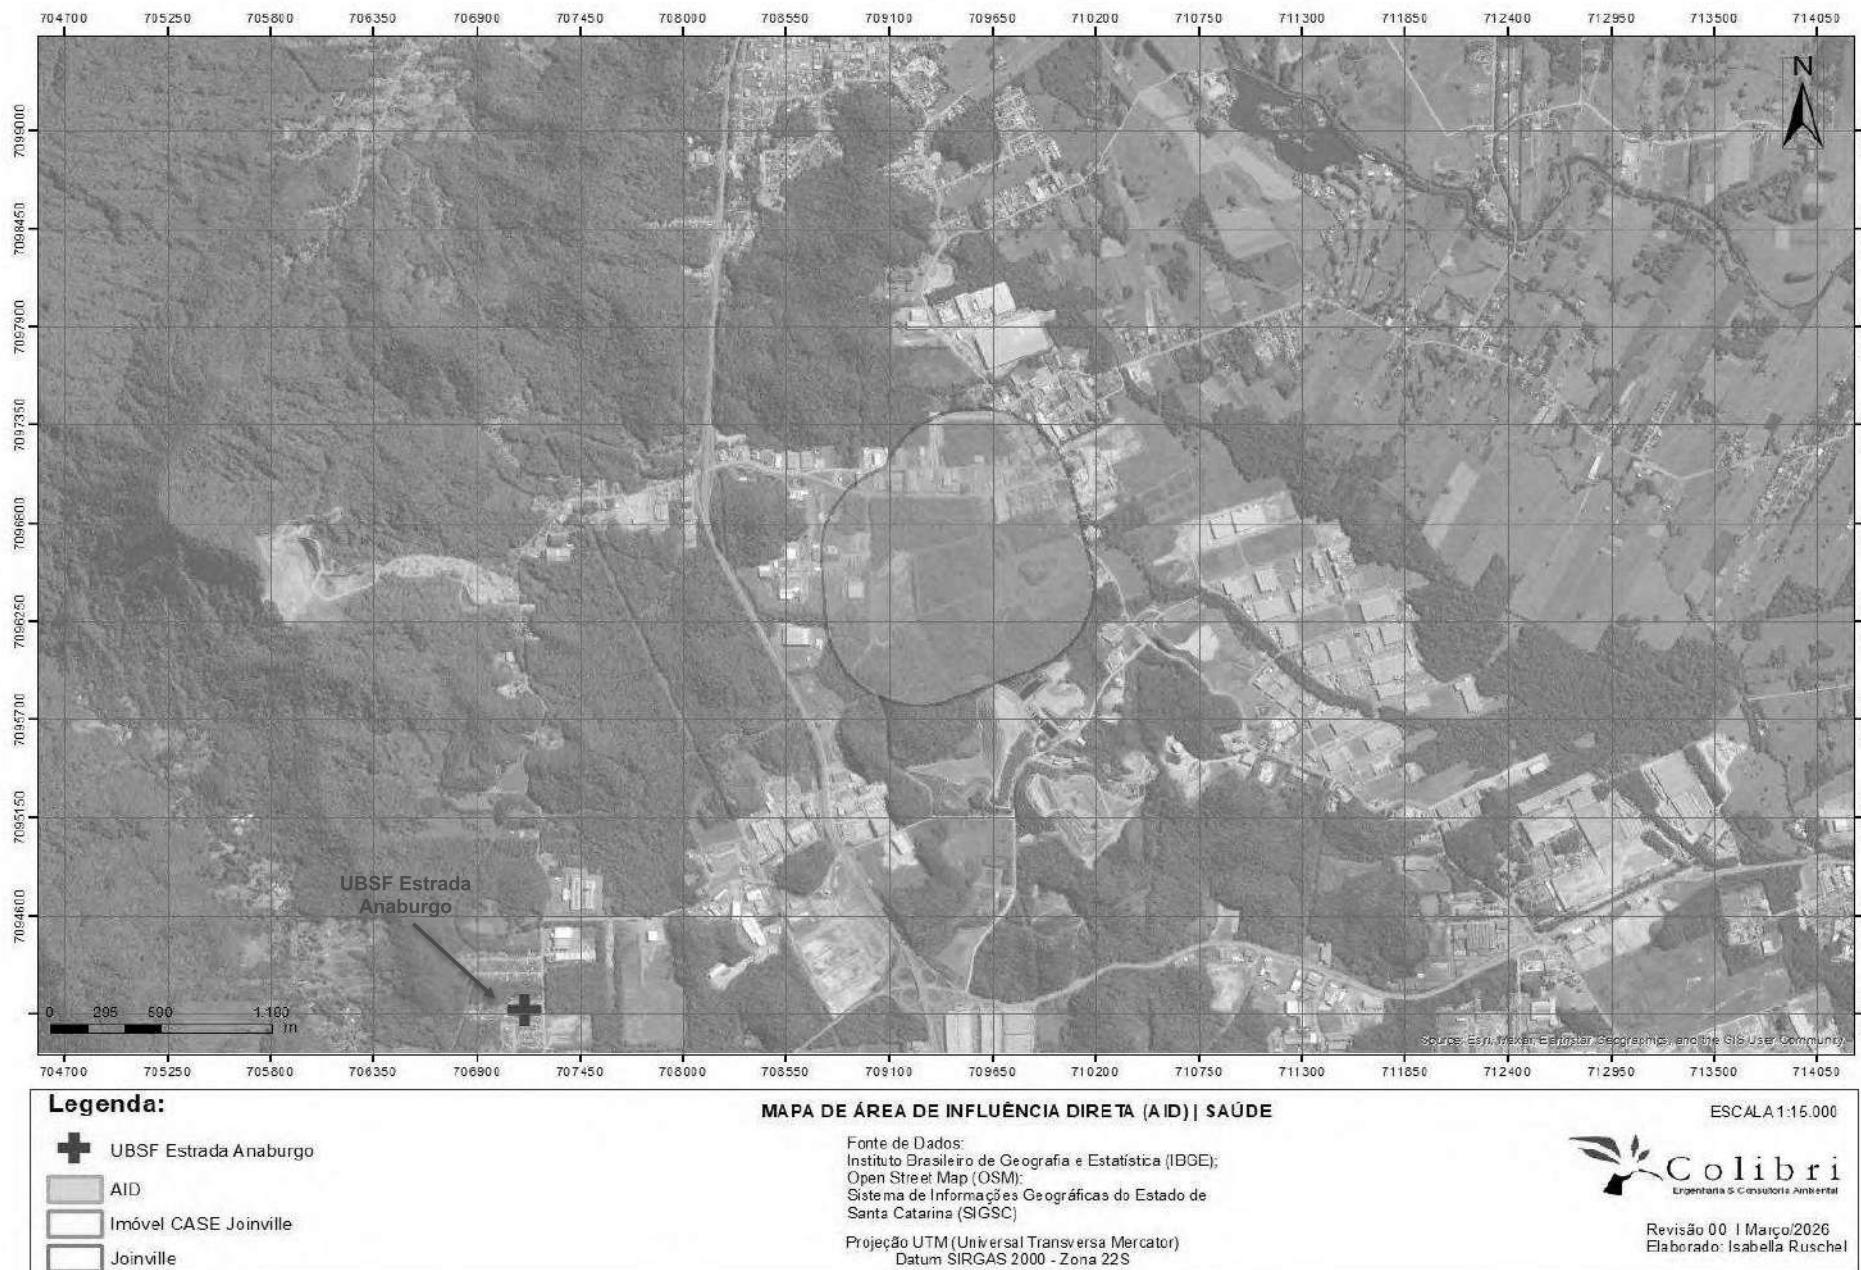 704700 705250 705800 706350 706900 707450 708000 708550 709100 709650 710200 710750 711300 711850 712400 712950 713500 714050
N
7099000
7098450
7097900
7097350
7096800
7096250
7095700
7095150
7094600
UBSF Estrada
Anaburgo
0 295 590 1.180
m
Source: Esri, Maxar, Earthstar Geographics, and the GIS User Community
704700 705250 705800 706350 706900 707450 708000 708550 709100 709650 710200 710750 711300 711850 712400 712950 713500 714050
Legenda:
UBSF Estrada Anaburgo
AID
Imóvel CASE Joinville
Joinville
MAPA DE ÁREA DE INFLUÊNCIA DIRETA (AID) | SAÚDE
Fonte de Dados:
Instituto Brasileiro de Geografia e Estatística (IBGE);
Open Street Map (OSM);
Sistema de Informações Geográficas do Estado de
Santa Catarina (SIGSC)
Projeção UTM (Universal Transversa Mercator)
Datum SIRGAS 2000 - Zona 22S
ESCALA 1:15.000
Colibri
Engenharia & Consultoria Ambiental
Revisão 00 | Março/2026
Elaborado: Isabella Ruschel